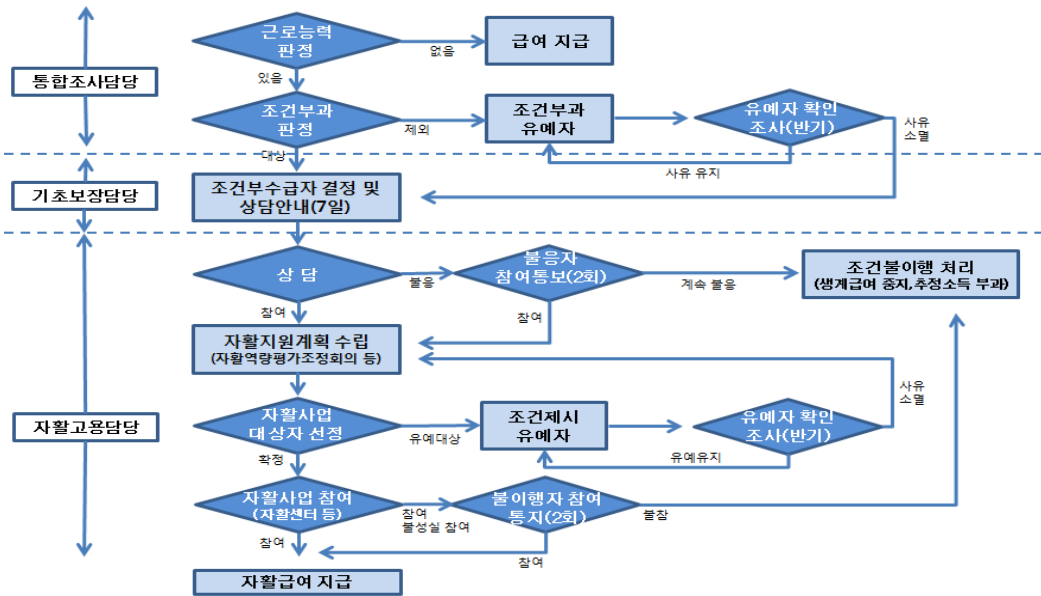 근로능력
판정
없음
급여 지급
있음
통합조사담당
조건부과
판정
제외
조건부과
유예자
유예자 확인
조사(반기)
사유
소멸
대상
사유 유지
기초보장담당
조건부수급자 결정 및
상담안내(7일)
상 담
불응
불응자
참여통보(2회)
계속 불응
조건불이행 처리
(생계급여 중지,추정소득 부과)
참여
참여
자활지원계획 수립
(자활역량평가조정회의 등)
사유
소멸
자활고용담당
자활사업
대상자 선정
유예대상
조건제시
유예자
유예자 확인
조사(반기)
확정
유예유지
자활사업 참여
(자활센터 등)
참여
불성실 참여
불이행자 참여
통지(2회)
불참
참여
참여
자활급여 지급